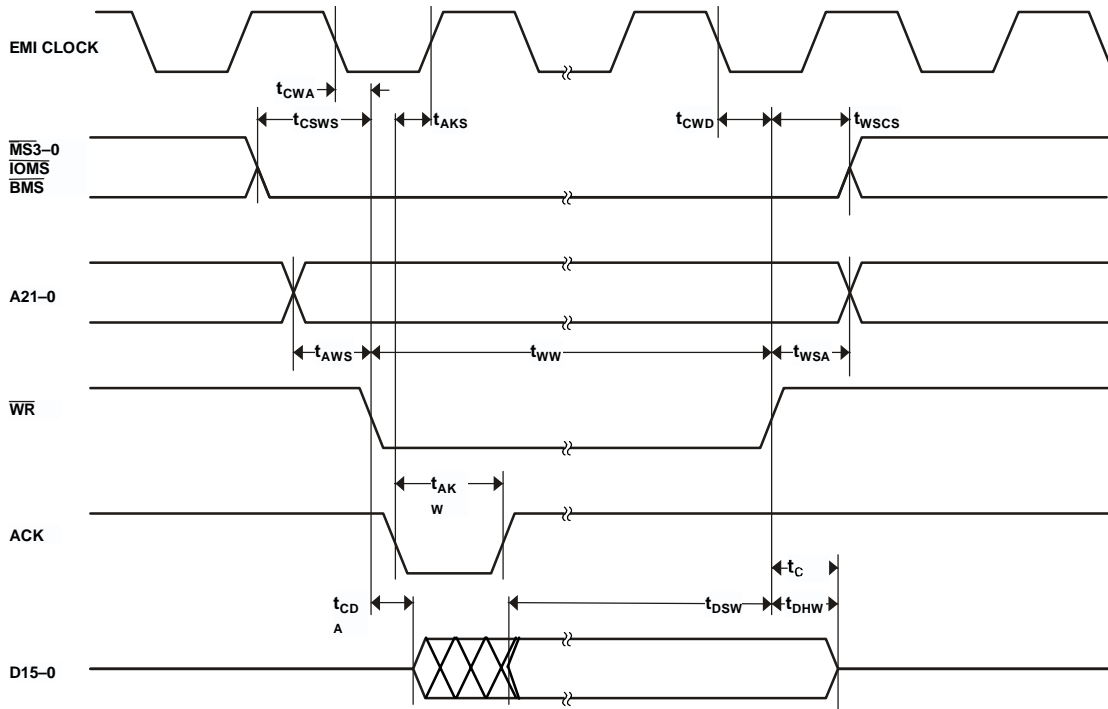 EMI CLOCK
tCWA
tCSWS
tAKS
tCWD
tWSCS
MS3–0
IOMS
BMS
A21–0
tAWS
tWW
tWSA
WR
tAK
W
ACK
tC
tCD
A
tDSW
tDHW
D15–0